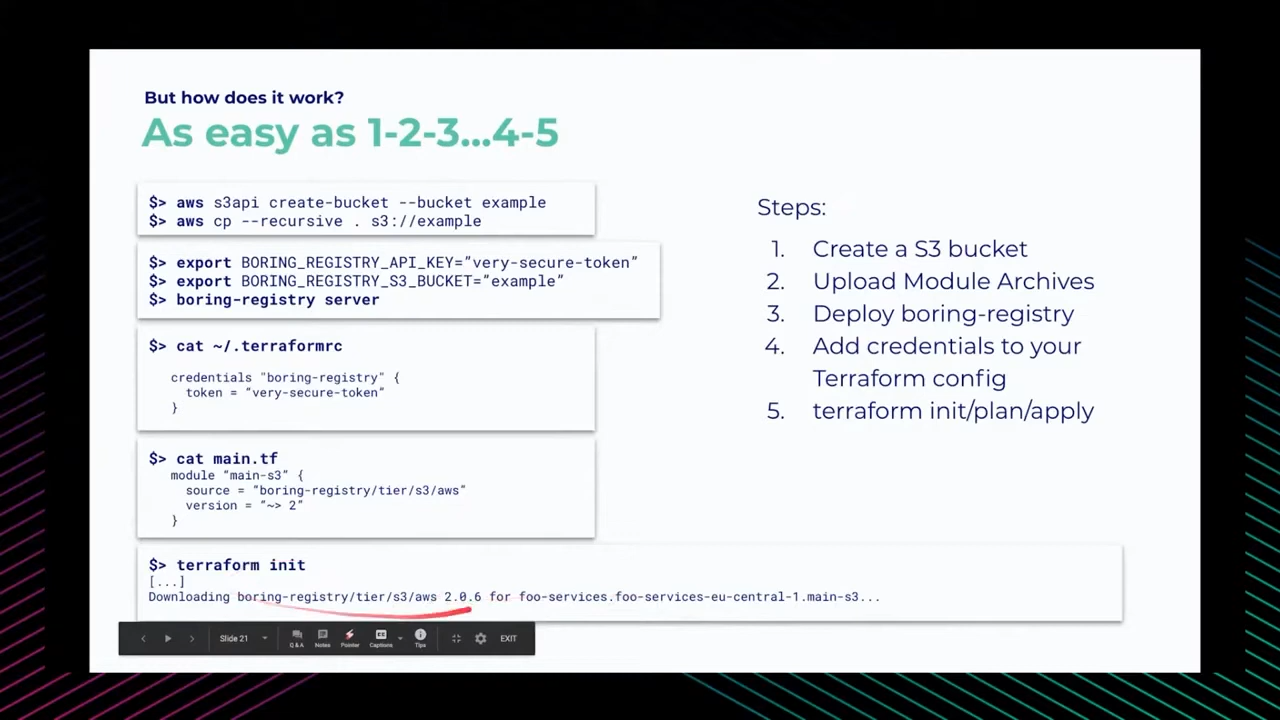 But how does it work?
As easy as 1-2-3...4-5
$> aws s3api create-bucket --bucket example
$> aws cp --recursive . s3://example
$> export BORING_REGISTRY_API_KEY=”very-secure-token”
$> export BORING_REGISTRY_S3_BUCKET=”example”
$> boring-registry server
$> cat ~/.terraformrc
credentials "boring-registry" {
token = ”very-secure-token”
}
$> cat main.tf
module “main-s3” {
source = “boring-registry/tier/s3/aws”
version = ”~> 2”
}
$> terraform init
[...]
Downloading boring-registry/tier/s3/aws 2.0.6 for foo-services.foo-services-eu-central-1.main-s3...
Steps:
1. Create a S3 bucket
2. Upload Module Archives
3. Deploy boring-registry
4. Add credentials to your
Terraform config
5. terraform init/plan/apply
Slide 21
Q & A
Notes
Pointer
CC
Captions
Tips
EXIT